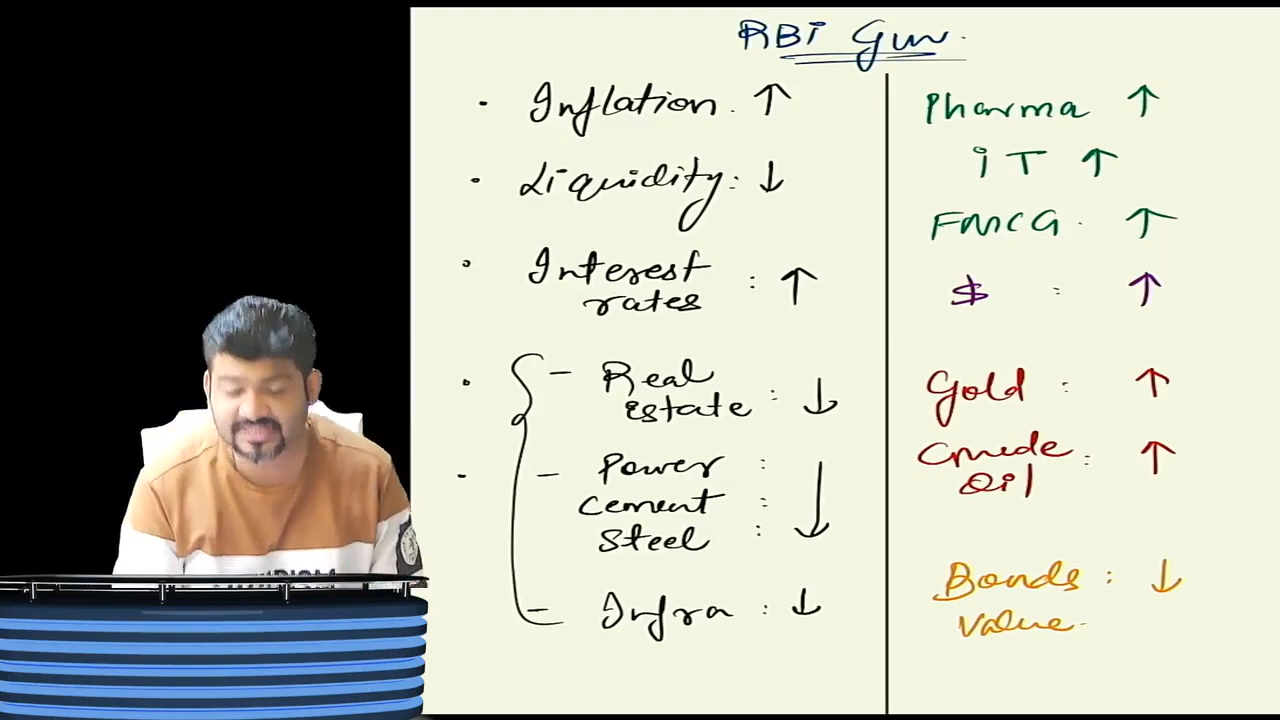 RBi Gun.
• Inflation. ↑
• Liquidity: ↓
• Interest
rates : ↑
• - Real
Estate : ↓
• - Power :
Cement :
Steel : ↓
- Infra : ↓
Pharma ↑
iT ↑
FMCG. ↑
$ : ↑
Gold : ↑
Crude
Oil : ↑
Bonds : ↓
Value.